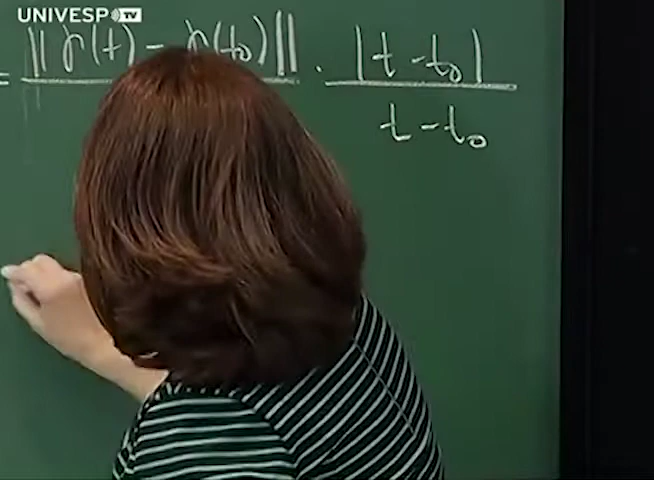 UNIVESP TV
= ||γ(t) - γ(t₀)|| · |t - t₀|
t - t₀